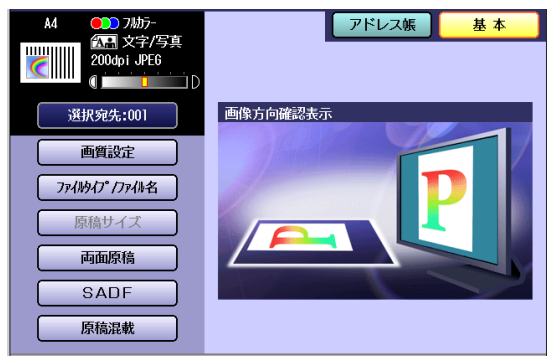 A4
フルカラー
文字/写真
200dpi JPEG
アドレス帳
基本
選択宛先:001
画質設定
ファイルタイプ/ファイル名
原稿サイズ
両面原稿
SADF
原稿混載
画像方向確認表示
P
P